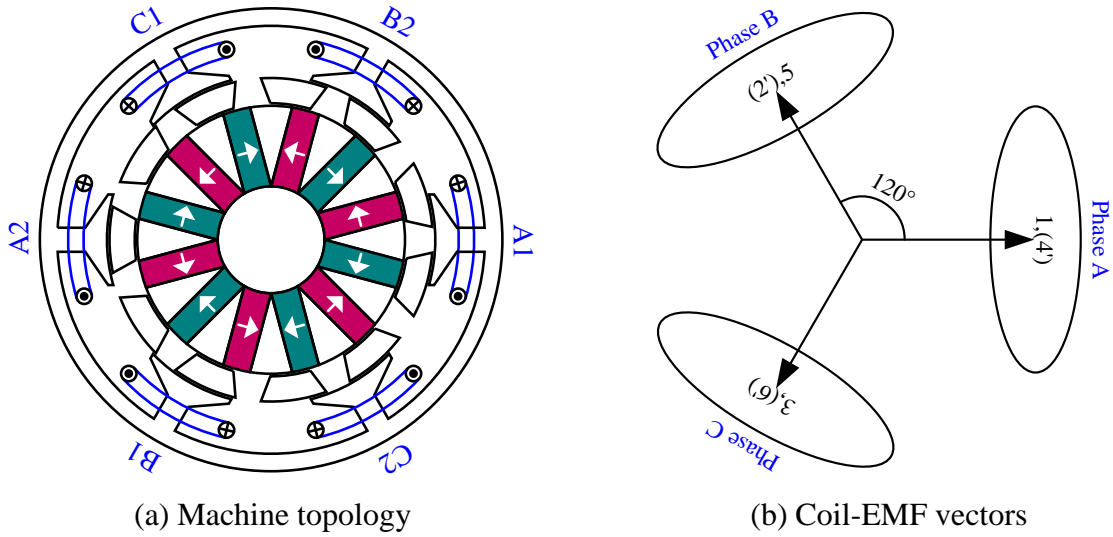 C1
B2
A2
A1
B1
C2
(a) Machine topology
Phase B
(2'),5
120°
1,(4')
Phase A
3,(6')
Phase C
(b) Coil-EMF vectors